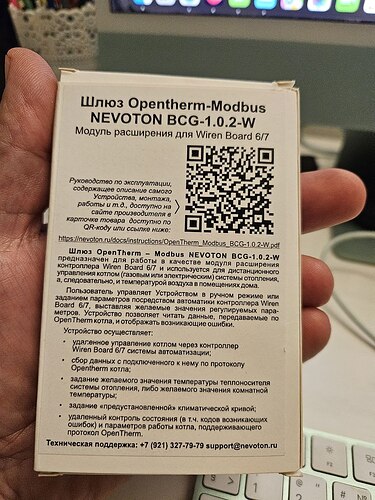 Шлюз Opentherm-Modbus
NEVOTON BCG-1.0.2-W
Модуль расширения для Wiren Board 6/7
Руководство по эксплуатации,
содержащее описание самого
Устройства, монтажа,
работы и т.д., доступно на
сайте производителя в
карточке товара доступно по
QR-коду или ссылке ниже:
https://nevoton.ru/docs/instructions/OpenTherm_Modbus_BCG-1.0.2-W.pdf
Шлюз OpenTherm – Modbus NEVOTON BCG-1.0.2-W
предназначен для работы в качестве модуля расширения
контроллера Wiren Board 6/7 и используется для дистанционного
управления котлом (газовым или электрическим) системы отопления,
а, следовательно, и температурой воздуха в помещениях дома.
Пользователь управляет Устройством в ручном режиме или
заданием параметров посредством автоматики контроллера Wiren
Board 6/7, выставляя желаемые значения регулируемых пара-
метров. Устройство позволяет читать данные, передаваемые по
OpenTherm котла, и отображать возникающие ошибки.
Устройство осуществляет:
• удаленное управление котлом через контроллер
Wiren Board 6/7 системы автоматизации;
• сбор данных с подключенного к нему по протоколу
Opentherm котла;
• задание желаемого значения температуры теплоносителя
системы отопления, либо желаемого значения комнатной
температуры;
• задание «предустановленной» климатической кривой;
• удаленный контроль состояния (в т.ч. кодов возникающих
ошибок) и параметров работы котла, поддерживающего
протокол OpenTherm.
Техническая поддержка: +7 (921) 327-79-79 support@nevoton.ru